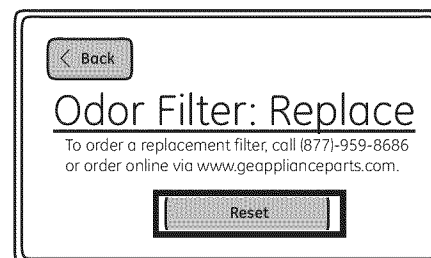 Back
Odor Filter: Replace
To order a replacement filter, call (877)-959-8686
or order online via www.geapplianceparts.com.
Reset